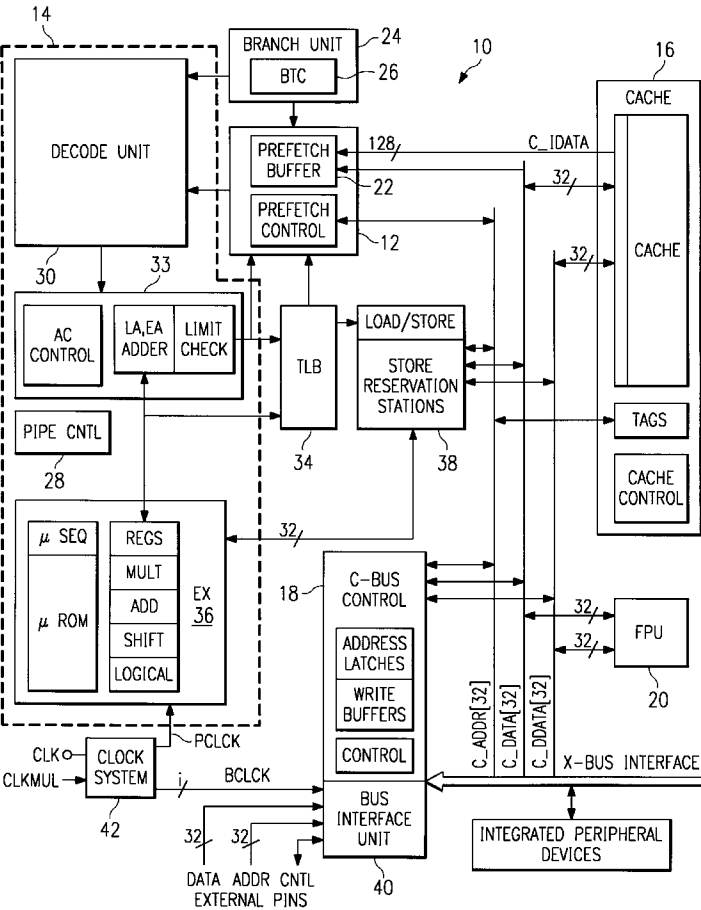 14
BRANCH UNIT
24
BTC
26
10
16
CACHE
DECODE UNIT
PREFETCH
BUFFER
22
PREFETCH
CONTROL
12
128
C_IDATA
32
32
CACHE
30
33
AC
CONTROL
LA,EA
ADDER
LIMIT
CHECK
TLB
34
LOAD/STORE
STORE
RESERVATION
STATIONS
38
TAGS
CACHE
CONTROL
PIPE CNTL
28
μ SEQ
μ ROM
REGS
MULT
ADD
SHIFT
LOGICAL
EX
36
32
18
C-BUS
CONTROL
ADDRESS
LATCHES
WRITE
BUFFERS
CONTROL
BUS
INTERFACE
UNIT
40
32
32
FPU
20
C_ADDR[32]
C_DATA[32]
C_DDATA[32]
X-BUS INTERFACE
PCLCK
CLK
CLKMUL
CLOCK
SYSTEM
42
i
BCLCK
32
32
DATA ADDR CNTL
EXTERNAL PINS
INTEGRATED PERIPHERAL
DEVICES